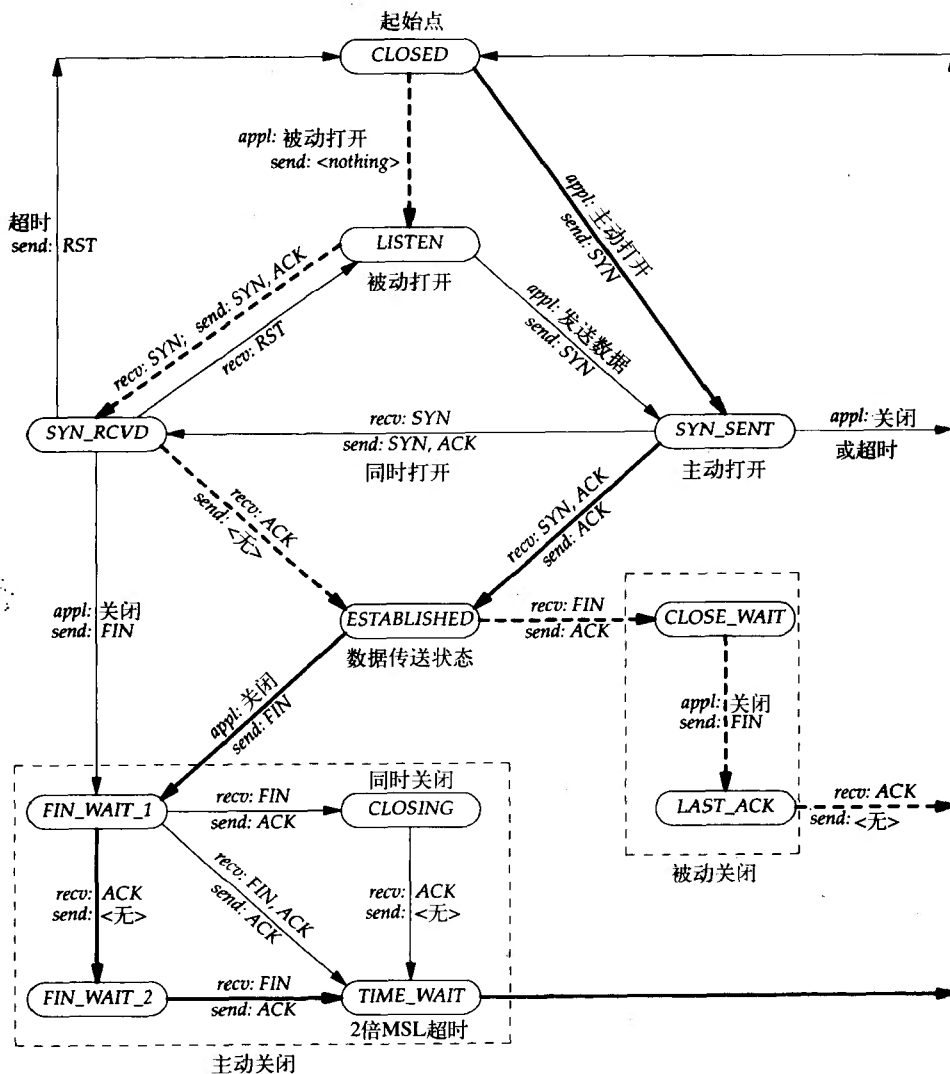 起始点
CLOSED
appl: 被动打开
send: <nothing>
appl: 主动打开
send: SYN
超时
send: RST
LISTEN
被动打开
recv: SYN; send: SYN, ACK
recv: RST
appl: 发送数据
send: SYN
SYN_RCVD
recv: SYN
send: SYN, ACK
同时打开
SYN_SENT
主动打开
appl: 关闭
或超时
recv: ACK
send: <无>
recv: SYN, ACK
send: ACK
appl: 关闭
send: FIN
ESTABLISHED
数据传送状态
recv: FIN
send: ACK
CLOSE_WAIT
appl: 关闭
send: FIN
appl: 关闭
send: FIN
LAST_ACK
recv: ACK
send: <无>
被动关闭
同时关闭
FIN_WAIT_1
recv: FIN
send: ACK
CLOSING
recv: ACK
send: <无>
recv: FIN, ACK
send: ACK
recv: ACK
send: <无>
FIN_WAIT_2
recv: FIN
send: ACK
TIME_WAIT
2倍MSL超时
主动关闭